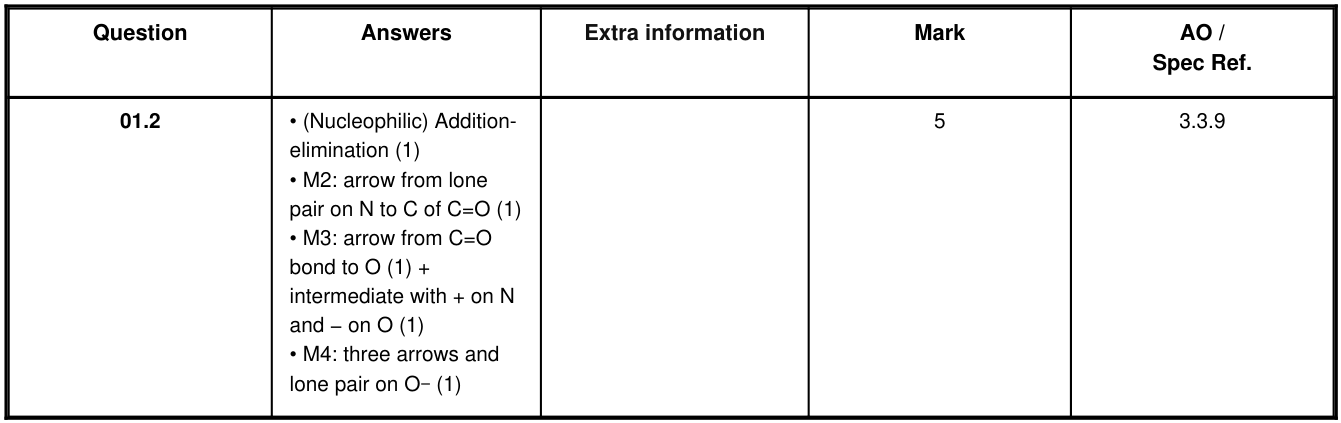 Question Answers Extra information Mark AO /
Spec Ref.
01.2 • (Nucleophilic) Addition- 5 3.3.9
elimination (1)
• M2: arrow from lone
pair on N to C of C=O (1)
• M3: arrow from C=O
bond to O (1) +
intermediate with + on N
and – on O (1)
• M4: three arrows and
lone pair on O⁻ (1)